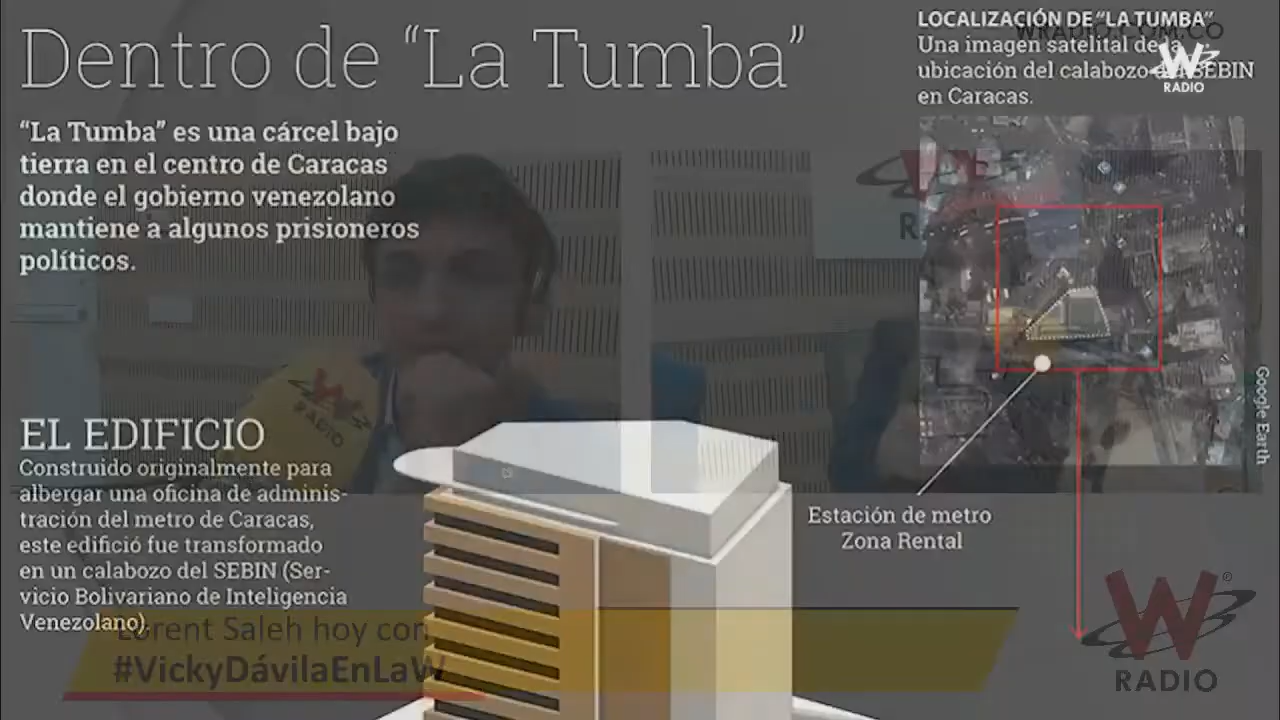 Dentro de “La Tumba”
“La Tumba” es una cárcel bajo
tierra en el centro de Caracas
donde el gobierno venezolano
mantiene a algunos prisioneros
políticos.
EL EDIFICIO
Construido originalmente para
albergar una oficina de adminis-
tración del metro de Caracas,
este edifició fue transformado
en un calabozo del SEBIN (Ser-
vicio Bolivariano de Inteligencia
Venezolano).
LOCALIZACIÓN DE “LA TUMBA”
WRADIO.COM.CO
Una imagen satelital de la
ubicación del calabozo del SEBIN
en Caracas.
W
RADIO
W
R
Google Earth
Estación de metro
Zona Rental
W
RADIO
Lorent Saleh hoy con
#VickyDávilaEnLaW
W
RADIO